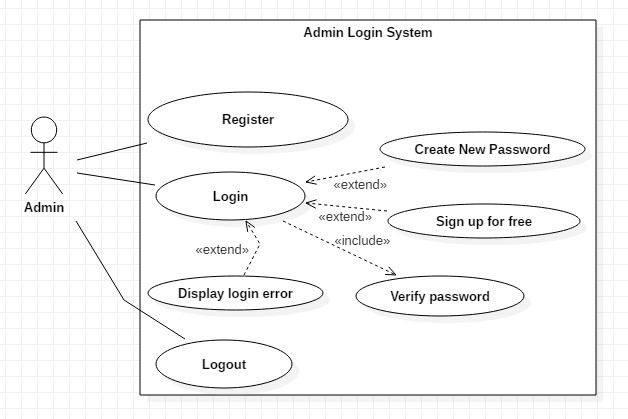 Admin Login System
Register
Create New Password
«extend»
Login
Admin
«extend»
Sign up for free
«extend»
«include»
Display login error
Verify password
Logout